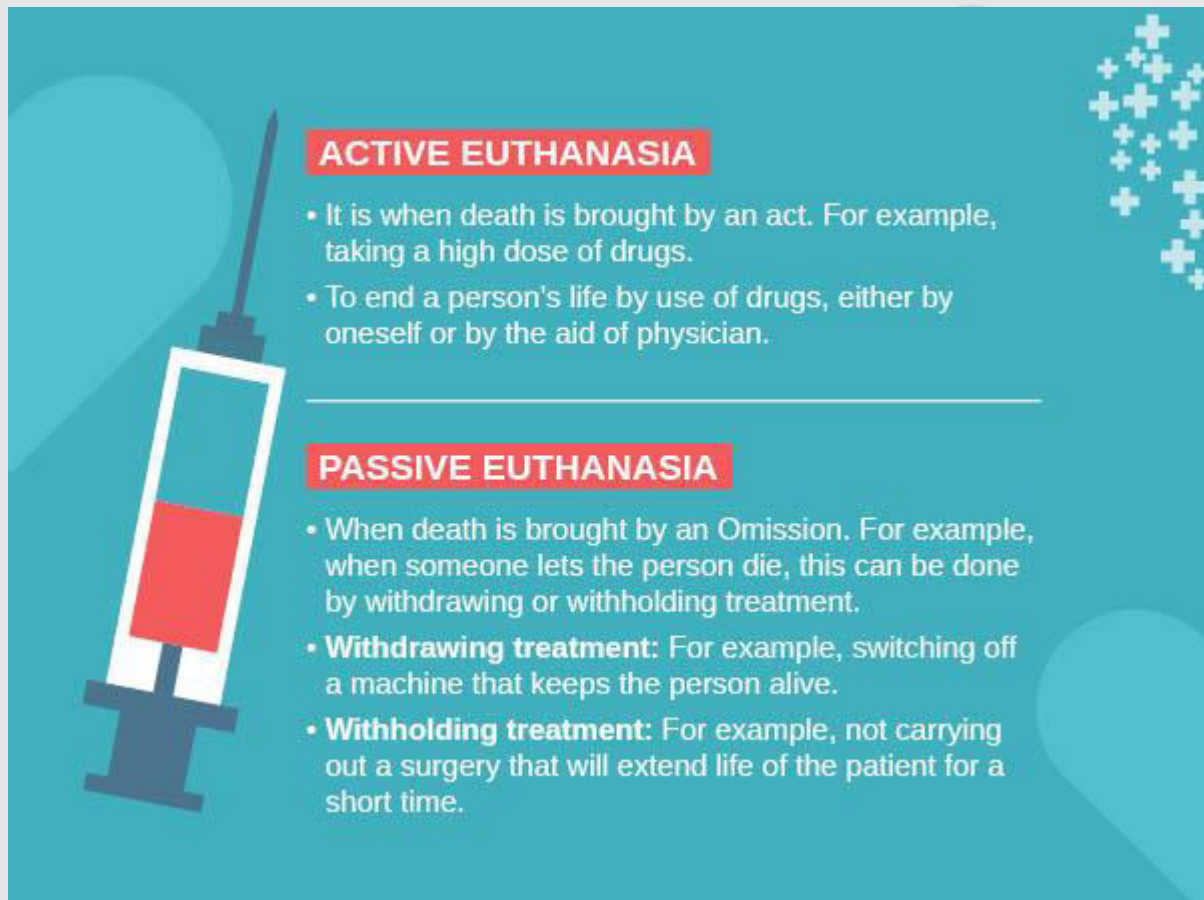 ACTIVE EUTHANASIA
• It is when death is brought by an act. For example,
taking a high dose of drugs.
• To end a person's life by use of drugs, either by
oneself or by the aid of physician.
PASSIVE EUTHANASIA
• When death is brought by an Omission. For example,
when someone lets the person die, this can be done
by withdrawing or withholding treatment.
• Withdrawing treatment: For example, switching off
a machine that keeps the person alive.
• Withholding treatment: For example, not carrying
out a surgery that will extend life of the patient for a
short time.